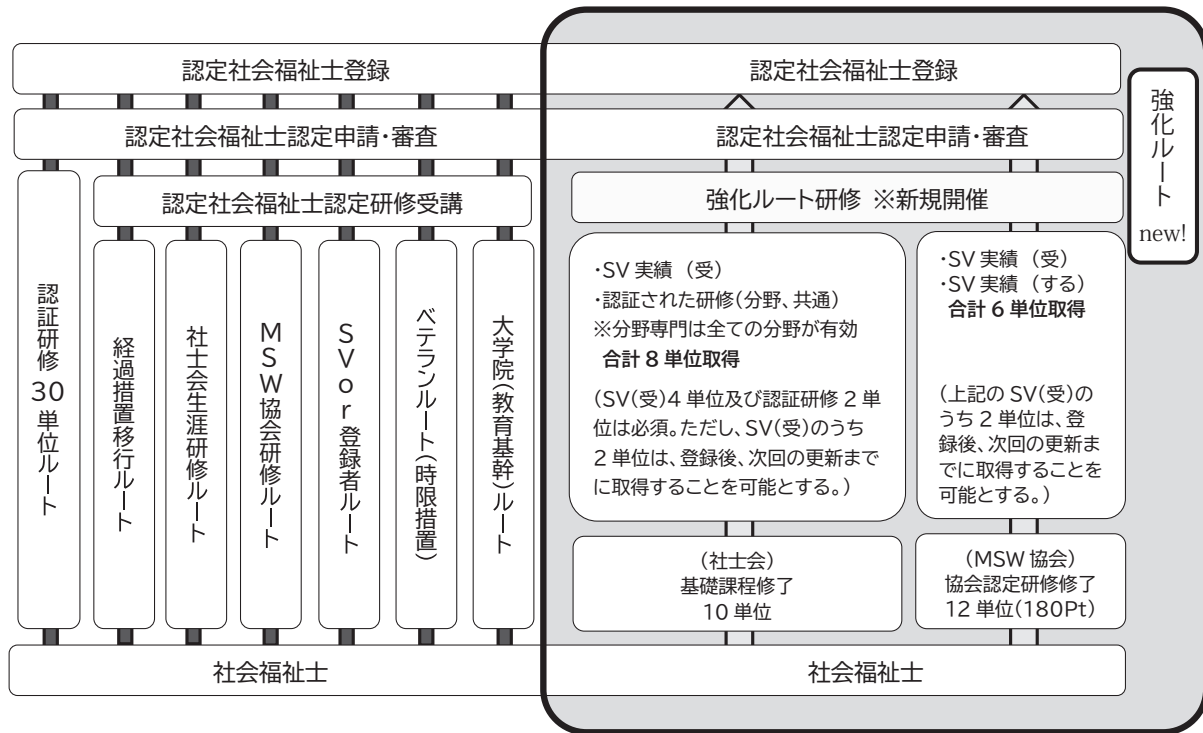 認定社会福祉士登録
認定社会福祉士登録
認定社会福祉士認定申請・審査
認定社会福祉士認定申請・審査
認定社会福祉士認定研修受講
認証研修30単位ルート
経過措置移行ルート
社士会生涯研修ルート
MSW協会研修ルート
SVor登録者ルート
ベテランルート(時限措置)
大学院(教育基幹)ルート
強化ルート研修 ※新規開催
・SV 実績 (受)
・認証された研修(分野、共通)
※分野専門は全ての分野が有効
合計 8 単位取得
(SV(受)4 単位及び認証研修 2 単
位は必須。ただし、SV(受)のうち
2 単位は、登録後、次回の更新まで
に取得することを可能とする。)
・SV 実績 (受)
・SV 実績 (する)
合計 6 単位取得
(上記の SV(受)の
うち 2 単位は、登
録後、次回の更新ま
でに取得することを
可能とする。)
(社士会)
基礎課程修了
10 単位
(MSW 協会)
協会認定研修修了
12 単位(180Pt)
社会福祉士
社会福祉士
強化ルート
new!